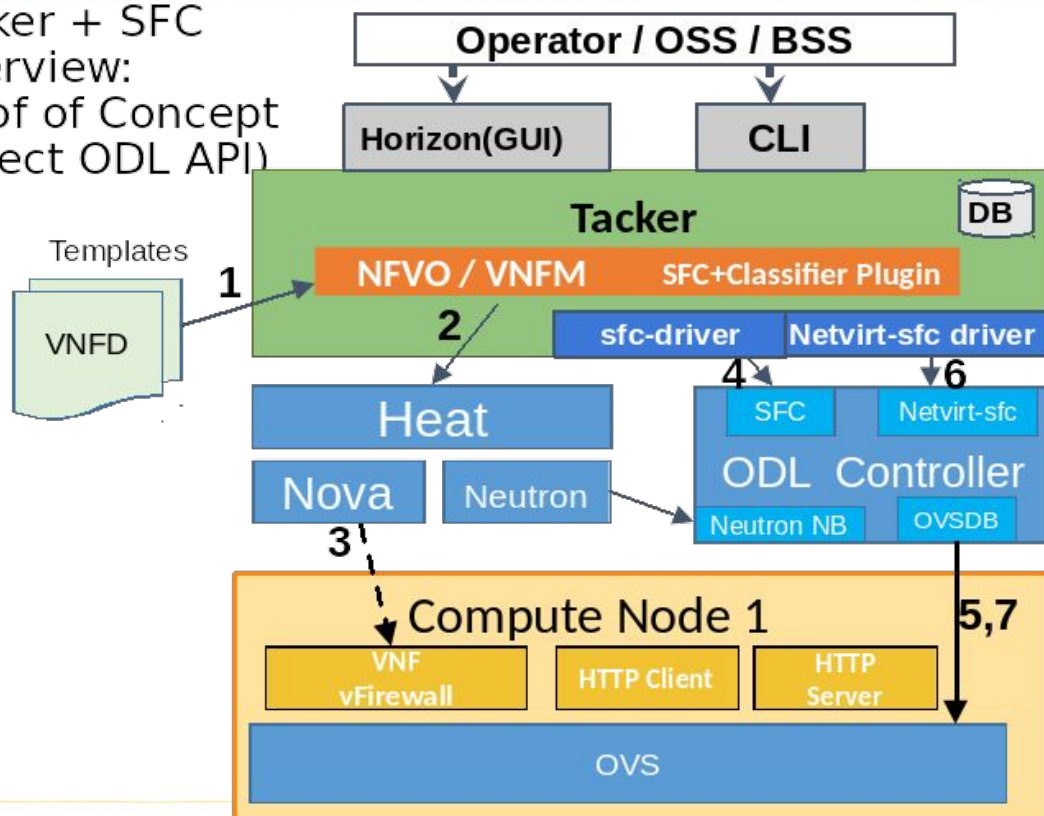 ker + SFC
erview:
of of Concept
ect ODL API)
Operator / OSS / BSS
Horizon(GUI)
CLI
Tacker
DB
Templates
1
NFVO / VNFM
SFC+Classifier Plugin
VNFD
2
sfc-driver
Netvirt-sfc driver
4
6
Heat
SFC
Netvirt-sfc
ODL Controller
Nova
Neutron
Neutron NB
OVSDB
3
Compute Node 1
5,7
VNF
vFirewall
HTTP Client
HTTP
Server
OVS